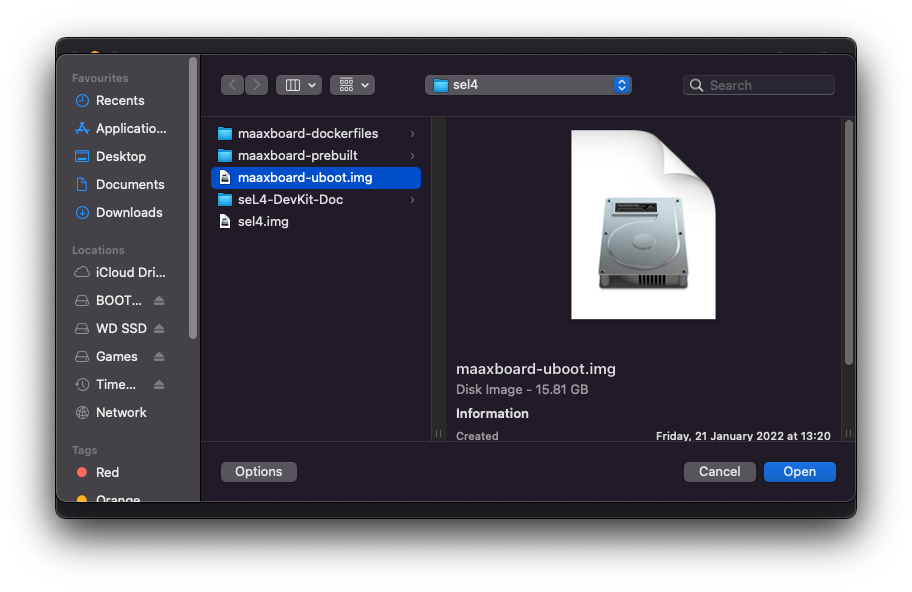 Favourites
Recents
Applicatio...
Desktop
Documents
Downloads
Locations
iCloud Dri...
BOOT...
WD SSD
Games
Time...
Network
Tags
Red
Orange
sel4
Search
maaxboard-dockerfiles
maaxboard-prebuilt
maaxboard-uboot.img
seL4-DevKit-Doc
sel4.img
maaxboard-uboot.img
Disk Image - 15.81 GB
Information
Created Friday, 21 January 2022 at 13:20
Options
Cancel
Open